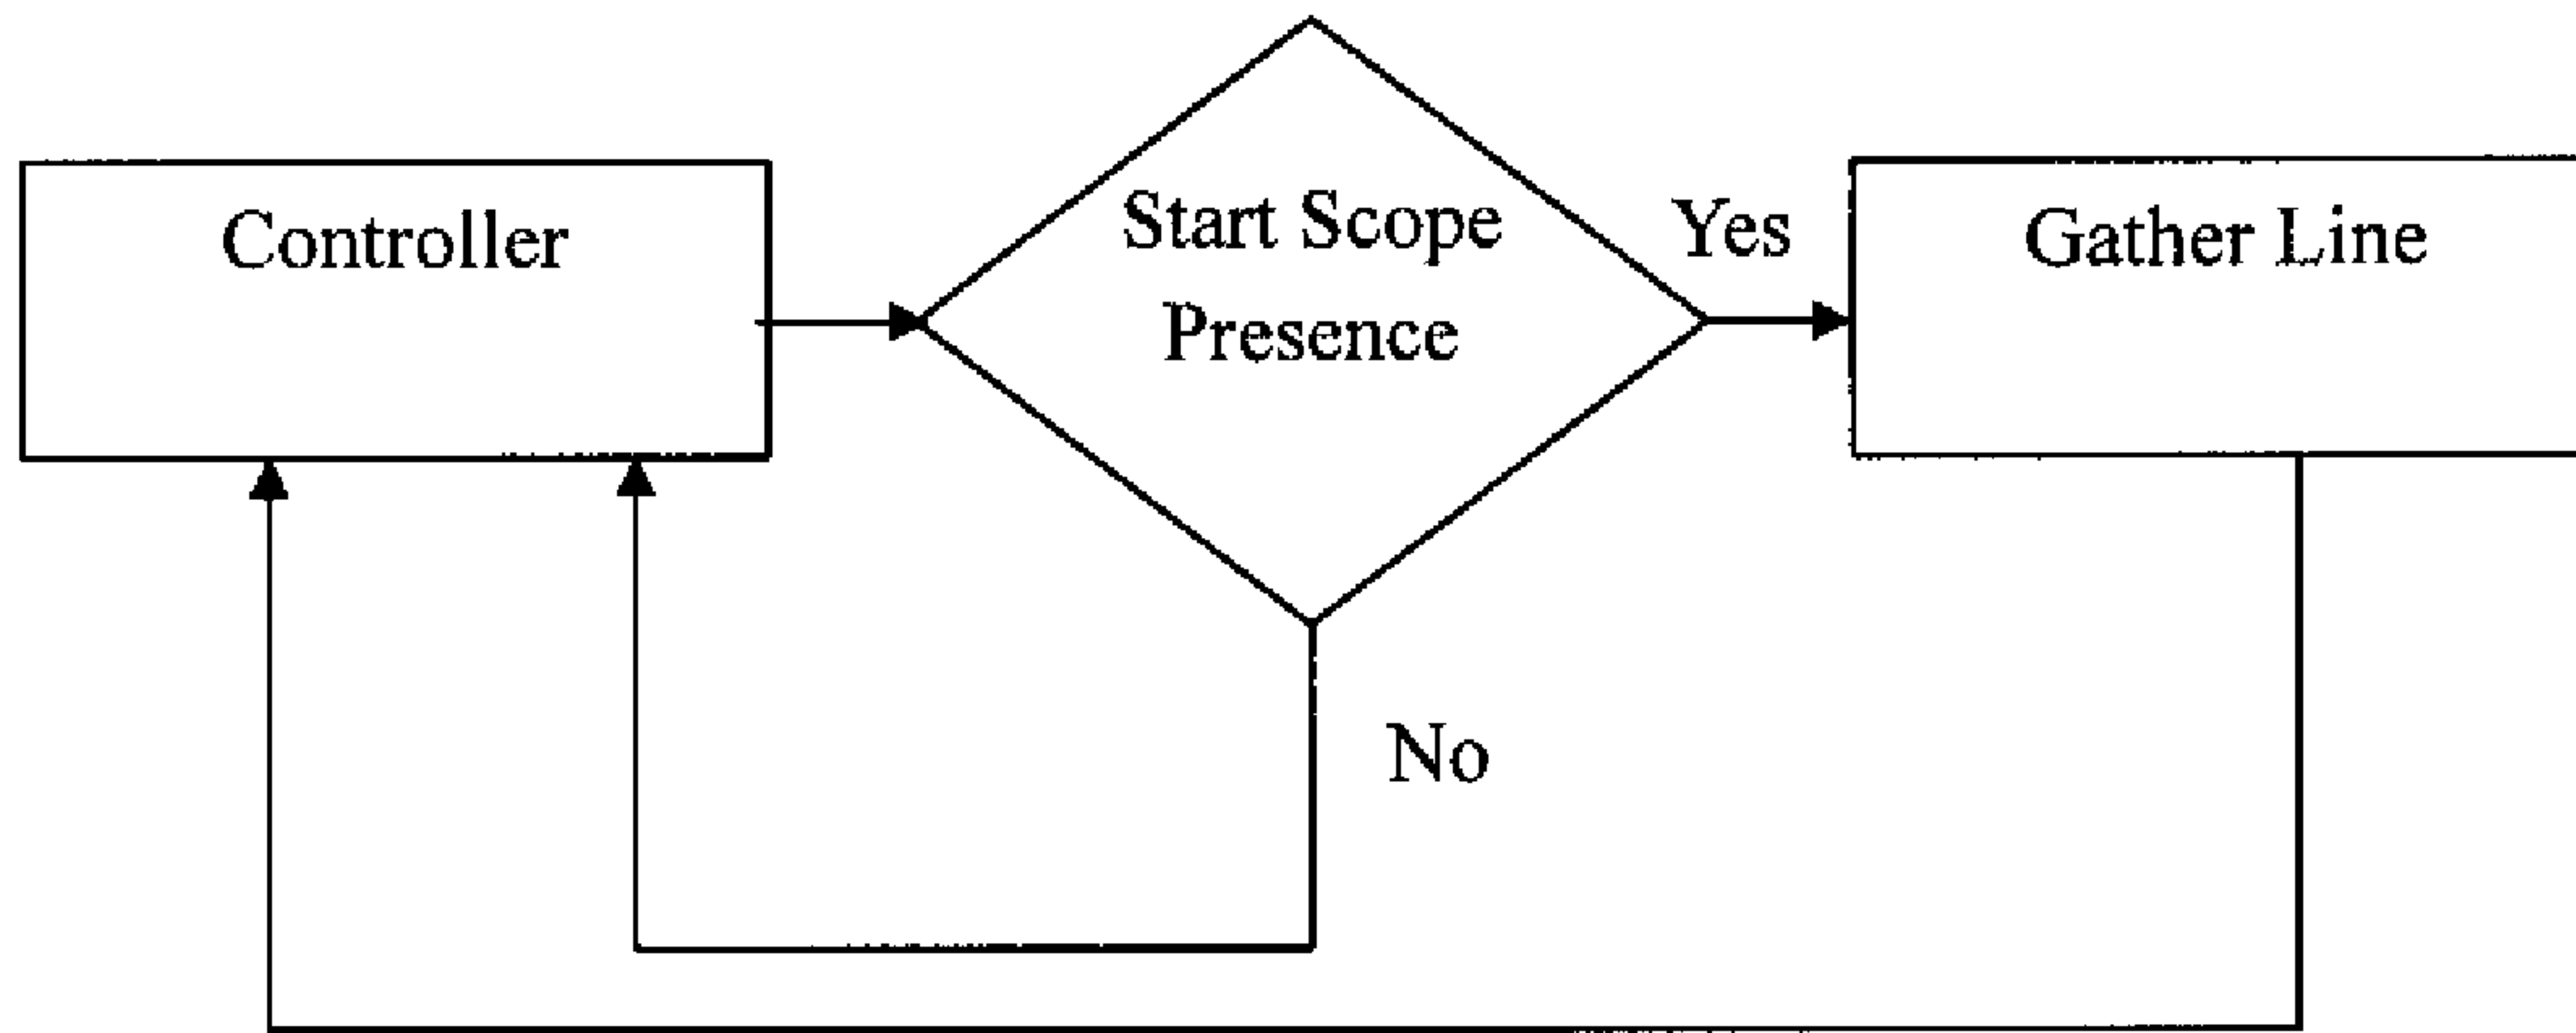 Controller
Start Scope
Presence
Yes
Gather Line
No